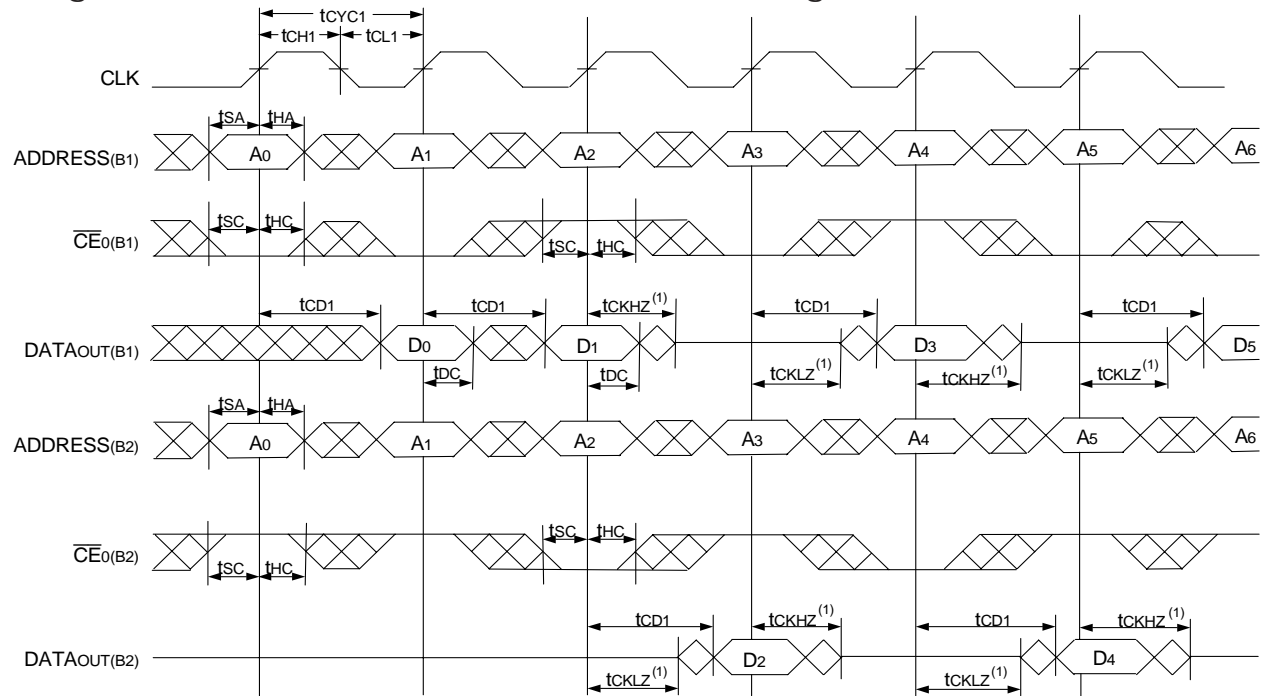 tCYC1
tCH1 tCL1
CLK
tSA tHA
ADDRESS(B1) A0 A1 A2 A3 A4 A5 A6
tSC tHC
CE0(B1) tSC tHC
tCD1 tCD1 tCKHZ(1) tCD1 tCD1
DATAOUT(B1) D0 D1 D3 D5
tDC tDC tCKLZ(1) tCKHZ(1) tCKLZ(1)
tSA tHA
ADDRESS(B2) A0 A1 A2 A3 A4 A5 A6
tSC tHC
CE0(B2)
tSC tHC
tCD1 tCKHZ(1) tCD1 tCKHZ(1)
DATAOUT(B2) D2 D4
tCKLZ(1) tCKLZ(1)